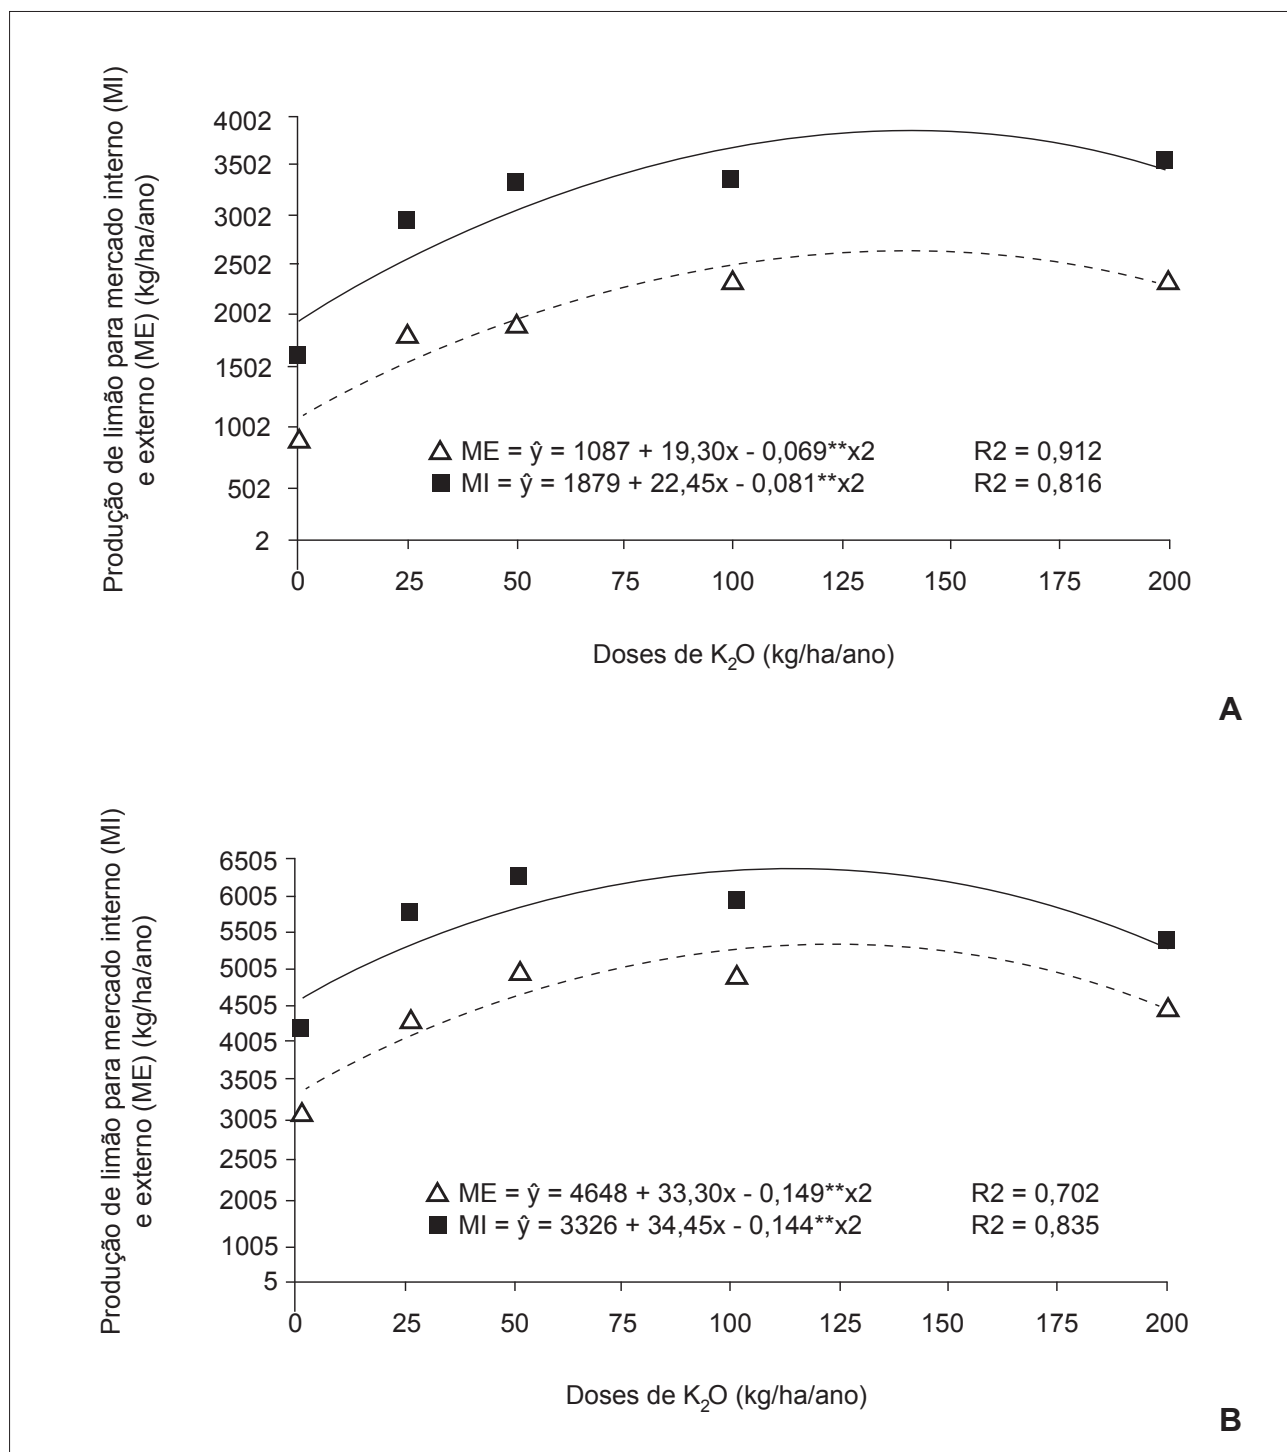 Produção de limão para mercado interno (MI)
e externo (ME) (kg/ha/ano)
4002
3502
3002
2502
2002
1502
1002
502
2
ME = ŷ = 1087 + 19,30x - 0,069**x2 R2 = 0,912
MI = ŷ = 1879 + 22,45x - 0,081**x2 R2 = 0,816
0 25 50 75 100 125 150 175 200
Doses de K₂O (kg/ha/ano)
A
Produção de limão para mercado interno (MI)
e externo (ME) (kg/ha/ano)
6505
6005
5505
5005
4505
4005
3505
3005
2505
2005
1005
5
ME = ŷ = 4648 + 33,30x - 0,149**x2 R2 = 0,702
MI = ŷ = 3326 + 34,45x - 0,144**x2 R2 = 0,835
0 25 50 75 100 125 150 175 200
Doses de K₂O (kg/ha/ano)
B